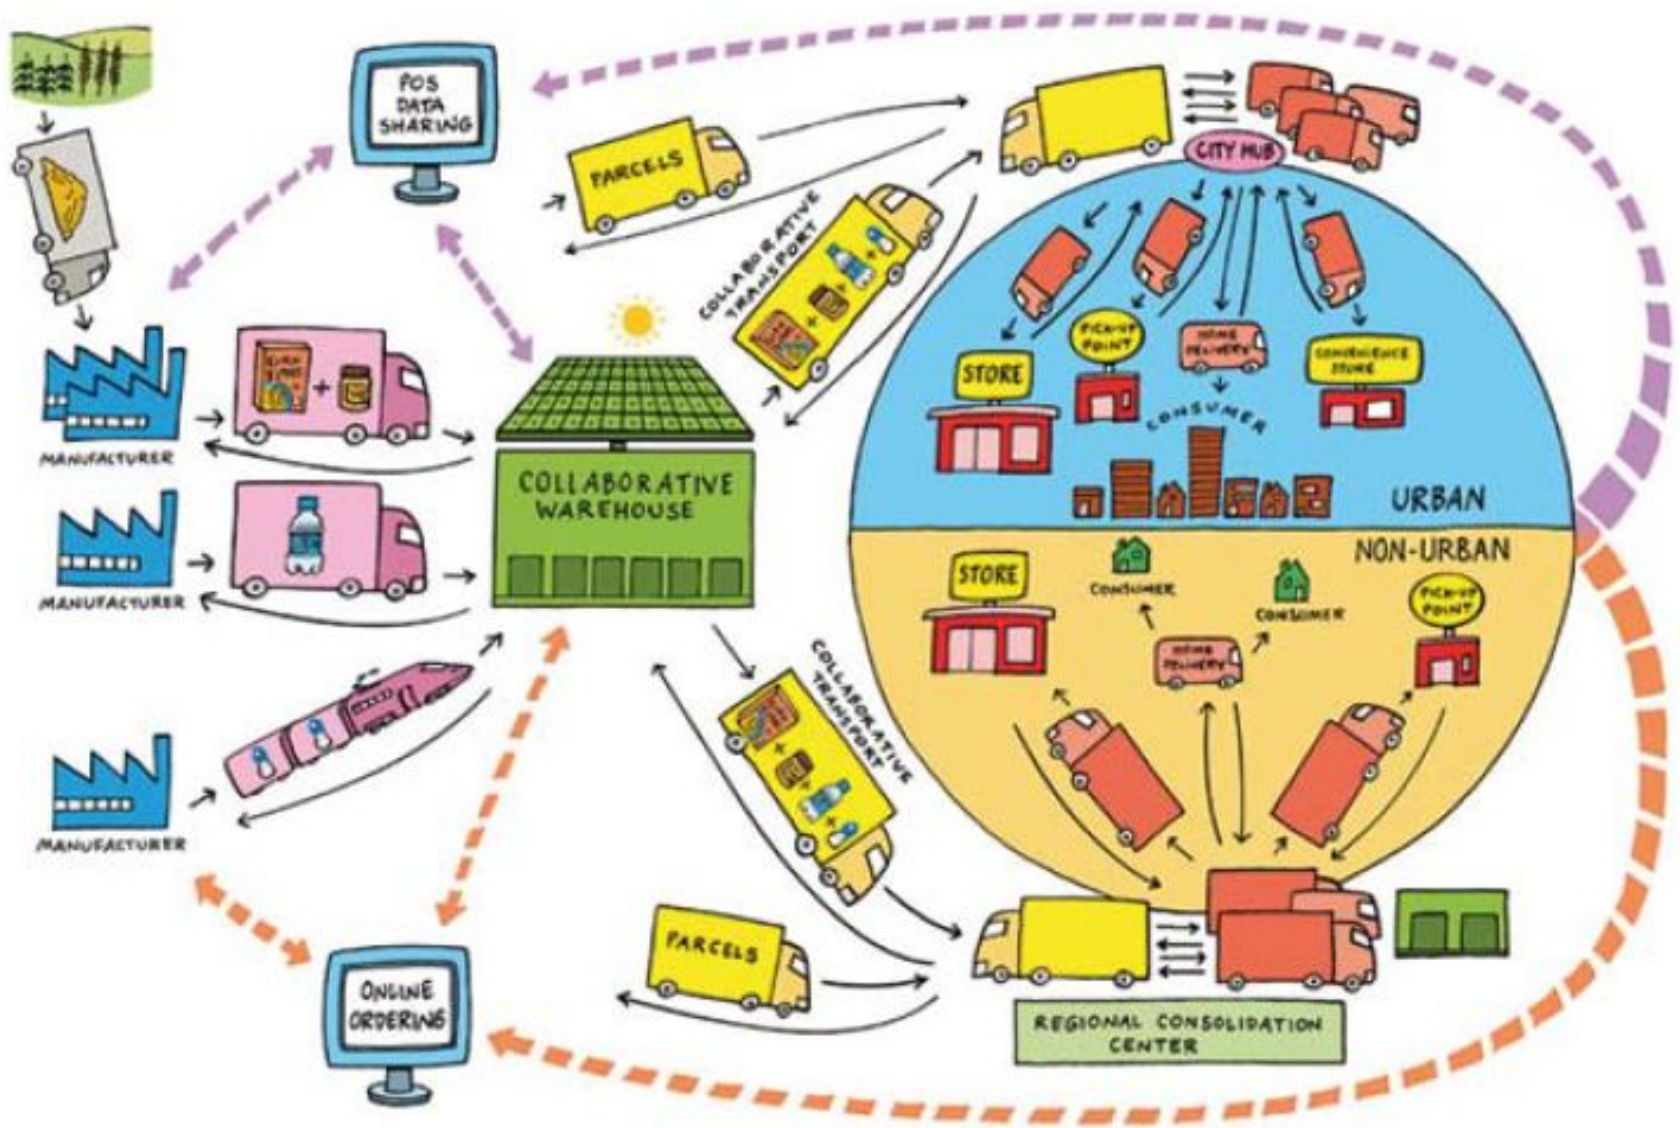 POS
DATA
SHARING
PARCELS
CITY HUB
COLLABORATIVE
TRANSPORT
STORE
PICK-UP
POINT
HOME
DELIVERY
CONVENIENCE
STORE
CONSUMER
MANUFACTURER
COLLABORATIVE
WAREHOUSE
URBAN
NON-URBAN
MANUFACTURER
STORE
CONSUMER
CONSUMER
PICK-UP
POINT
HOME
DELIVERY
COLLABORATIVE
TRANSPORT
MANUFACTURER
PARCELS
ONLINE
ORDERING
REGIONAL CONSOLIDATION
CENTER